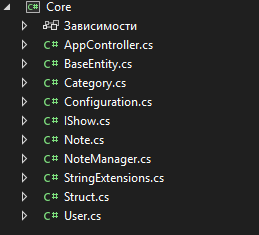 C# Core
Зависимости
C# AppController.cs
C# BaseEntity.cs
C# Category.cs
C# Configuration.cs
C# IShow.cs
C# Note.cs
C# NoteManager.cs
C# StringExtensions.cs
C# Struct.cs
C# User.cs